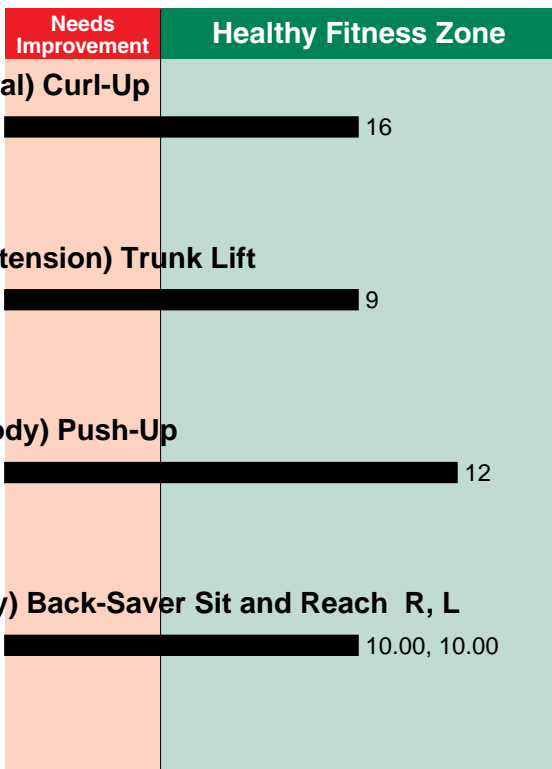 Needs
Improvement
Healthy Fitness Zone
al) Curl-Up
16
tension) Trunk Lift
9
ody) Push-Up
12
y) Back-Saver Sit and Reach R, L
10.00, 10.00